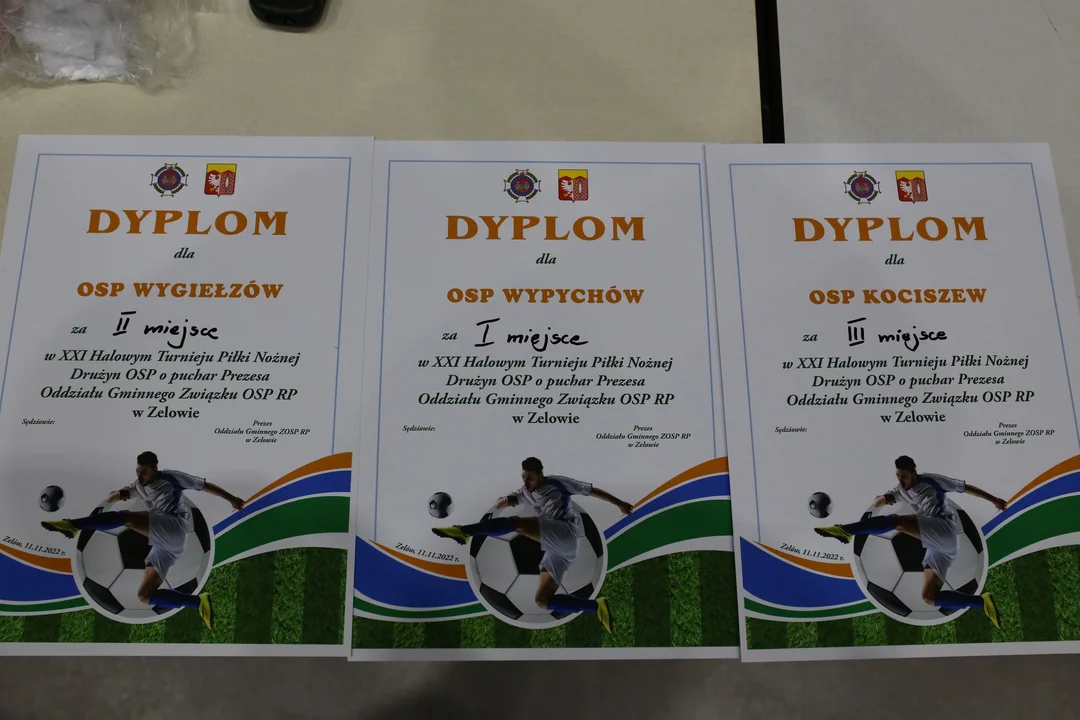 DYPLOM
dla
OSP WYGIEŁZÓW
za II miejsce
w XXI Halowym Turnieju Piłki Nożnej
Drużyn OSP o puchar Prezesa
Oddziału Gminnego Związku OSP RP
w Zelowie
Sędziowie:
Prezes
Oddziału Gminnego ZOSP RP
w Zelowie
Zelów, 11.11.2022 r.
DYPLOM
dla
OSP WYPYCHÓW
za I miejsce
w XXI Halowym Turnieju Piłki Nożnej
Drużyn OSP o puchar Prezesa
Oddziału Gminnego Związku OSP RP
w Zelowie
Sędziowie:
Prezes
Oddziału Gminnego ZOSP RP
w Zelowie
Zelów, 11.11.2022 r.
DYPLOM
dla
OSP KOCISZEW
za III miejsce
w XXI Halowym Turnieju Piłki Nożnej
Drużyn OSP o puchar Prezesa
Oddziału Gminnego Związku OSP RP
w Zelowie
Sędziowie:
Prezes
Oddziału Gminnego ZOSP RP
w Zelowie
Zelów, 11.11.2022 r.